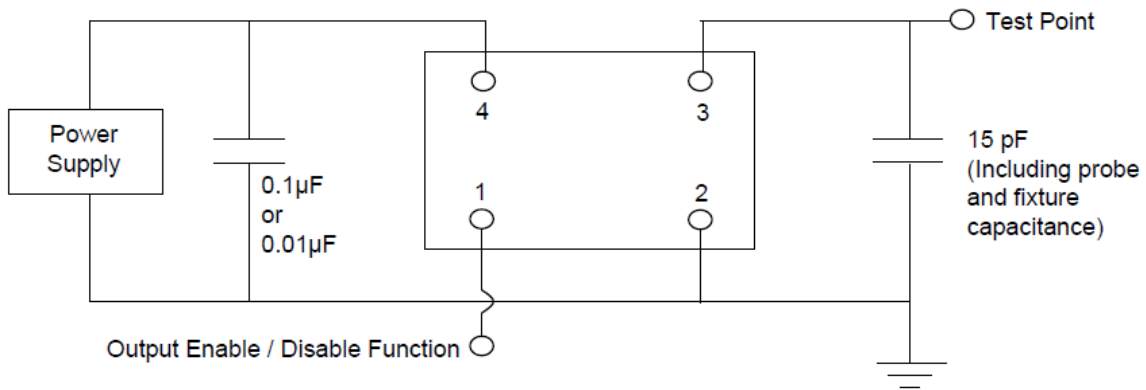 Test Point
4
3
Power
Supply
15 pF
(Including probe
and fixture
capacitance)
0.1µF
or
0.01µF
1
2
Output Enable / Disable Function